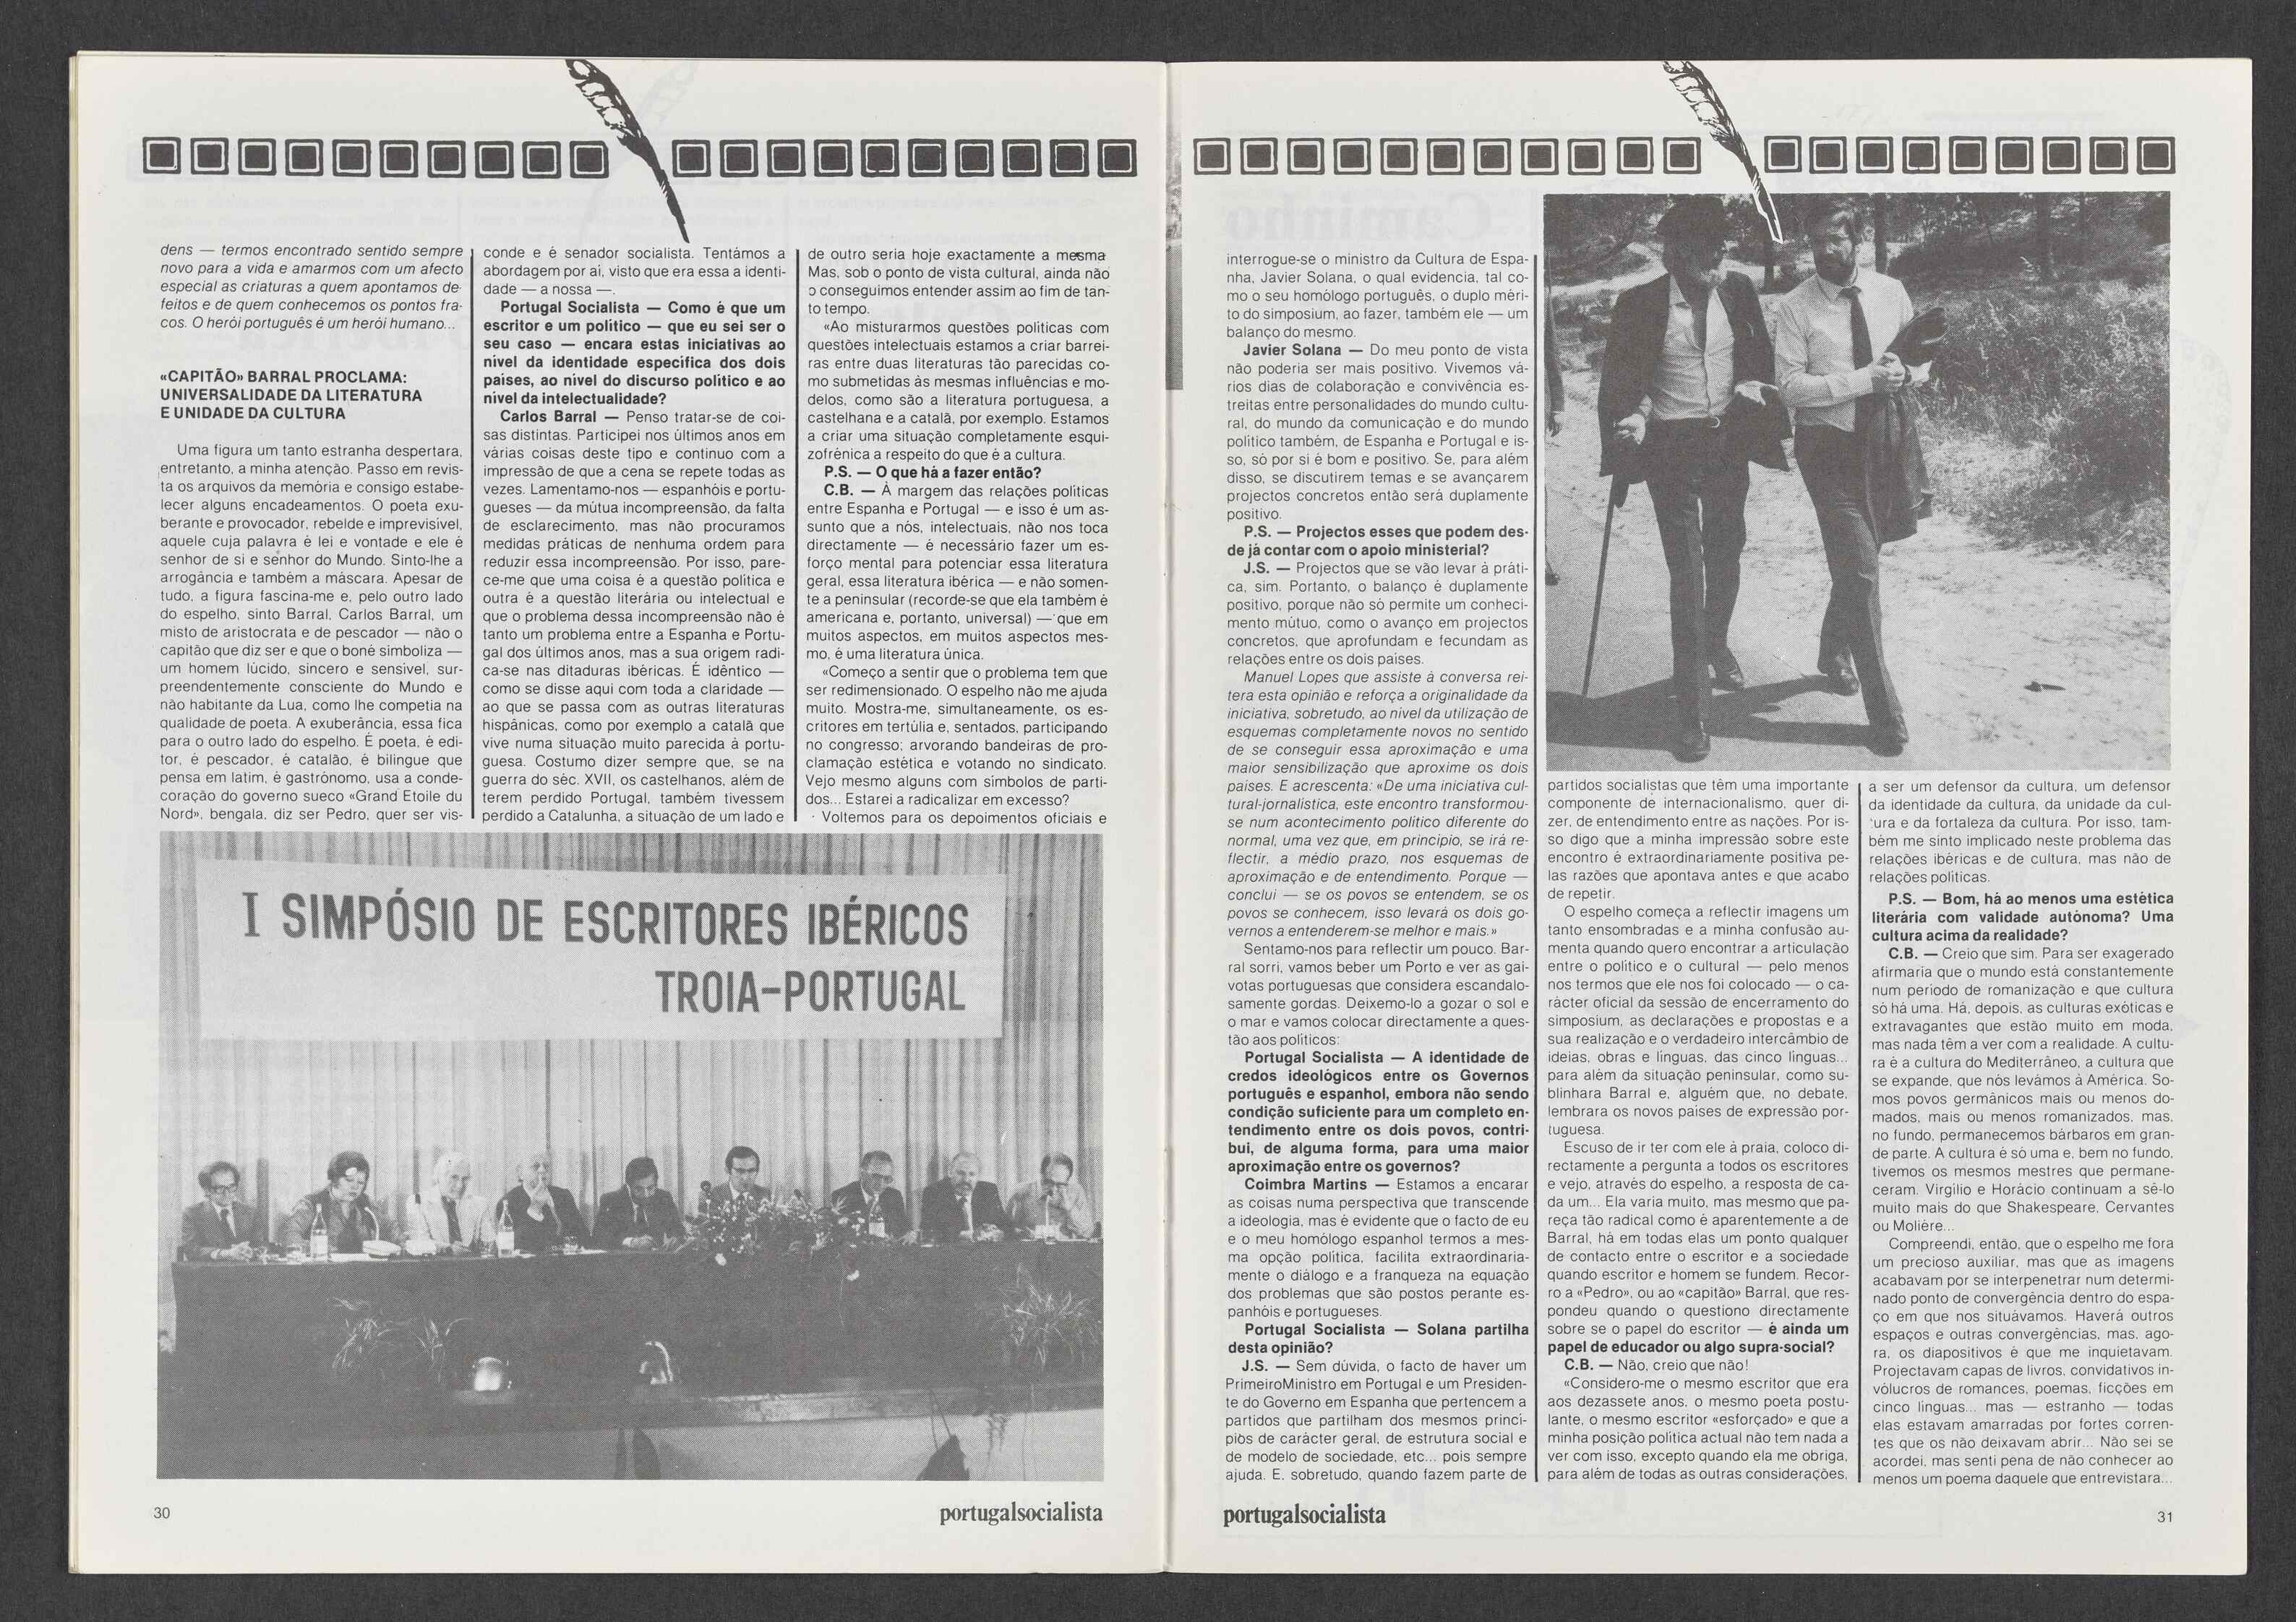 dens — termos encontrado sentido sempre
novo para a vida e amarmos com um afecto
especial as criaturas a quem apontamos de-
feitos e de quem conhecemos os pontos fra-
cos. O herói português é um herói humano...
«CAPITÃO» BARRAL PROCLAMA:
UNIVERSALIDADE DA LITERATURA
E UNIDADE DA CULTURA
Uma figura um tanto estranha despertara,
entretanto, a minha atenção. Passo em revis-
ta os arquivos da memória e consigo estabe-
lecer alguns encadeamentos. O poeta exu-
berante e provocador, rebelde e imprevisível,
aquele cuja palavra é lei e vontade e ele é
senhor de si e senhor do Mundo. Sinto-lhe a
arrogância e também a máscara. Apesar de
tudo, a figura fascina-me e, pelo outro lado
do espelho, sinto Barral, Carlos Barral, um
misto de aristocrata e de pescador — não o
capitão que diz ser e que o boné simboliza —
um homem lúcido, sincero e sensível, sur-
preendentemente consciente do Mundo e
não habitante da Lua, como lhe competia na
qualidade de poeta. A exuberância, essa fica
para o outro lado do espelho. É poeta, é edi-
tor, é pescador, é catalão, é bilingue que
pensa em latim, é gastrónomo, usa a conde-
coração do governo sueco «Grand Etoile du
Nord», bengala, diz ser Pedro, quer ser vis-
conde e é senador socialista. Tentámos a
abordagem por aí, visto que era essa a identi-
dade — a nossa —.
Portugal Socialista — Como é que um
escritor e um político — que eu sei ser o
seu caso — encara estas iniciativas ao
nível da identidade específica dos dois
países, ao nível do discurso político e ao
nível da intelectualidade?
Carlos Barral — Penso tratar-se de coi-
sas distintas. Participei nos últimos anos em
várias coisas deste tipo e continuo com a
impressão de que a cena se repete todas as
vezes. Lamentamo-nos — espanhóis e portu-
gueses — da mútua incompreensão, da falta
de esclarecimento, mas não procuramos
medidas práticas de nenhuma ordem para
reduzir essa incompreensão. Por isso, pare-
ce-me que uma coisa é a questão política e
outra é a questão literária ou intelectual e
que o problema dessa incompreensão não é
tanto um problema entre a Espanha e Portu-
gal dos últimos anos, mas a sua origem radi-
ca-se nas ditaduras ibéricas. É idêntico —
como se disse aqui com toda a claridade —
ao que se passa com as outras literaturas
hispânicas, como por exemplo a catalã que
vive numa situação muito parecida à portu-
guesa. Costumo dizer sempre que, se na
guerra do séc. XVII, os castelhanos, além de
terem perdido Portugal, também tivessem
perdido a Catalunha, a situação de um lado e
de outro seria hoje exactamente a mesma
Mas, sob o ponto de vista cultural, ainda não
o conseguimos entender assim ao fim de tan-
to tempo.
«Ao misturarmos questões políticas com
questões intelectuais estamos a criar barrei-
ras entre duas literaturas tão parecidas co-
mo submetidas às mesmas influências e mo-
delos, como são a literatura portuguesa, a
castelhana e a catalã, por exemplo. Estamos
a criar uma situação completamente esqui-
zofrénica a respeito do que é a cultura.
P.S. — O que há a fazer então?
C.B. — À margem das relações políticas
entre Espanha e Portugal — e isso é um as-
sunto que a nós, intelectuais, não nos toca
directamente — é necessário fazer um es-
forço mental para potenciar essa literatura
geral, essa literatura ibérica — e não somen-
te a peninsular (recorde-se que ela também é
americana e, portanto, universal) — que em
muitos aspectos, em muitos aspectos mes-
mo, é uma literatura única.
«Começo a sentir que o problema tem que
ser redimensionado. O espelho não me ajuda
muito. Mostra-me, simultaneamente, os es-
critores em tertúlia e, sentados, participando
no congresso; arvorando bandeiras de pro-
clamação estética e votando no sindicato.
Vejo mesmo alguns com símbolos de parti-
dos... Estarei a radicalizar em excesso?
Voltemos para os depoimentos oficiais e
I SIMPÓSIO DE ESCRITORES IBÉRICOS
TROIA-PORTUGAL
30
portugalsocialista
interrogue-se o ministro da Cultura de Espa-
nha, Javier Solana, o qual evidencia, tal co-
mo o seu homólogo português, o duplo méri-
to do simposium, ao fazer, também ele — um
balanço do mesmo.
Javier Solana — Do meu ponto de vista
não poderia ser mais positivo. Vivemos vá-
rios dias de colaboração e convivência es-
treitas entre personalidades do mundo cultu-
ral, do mundo da comunicação e do mundo
político também, de Espanha e Portugal e is-
so, só por si é bom e positivo. Se, para além
disso, se discutirem temas e se avançarem
projectos concretos então será duplamente
positivo.
P.S. — Projectos esses que podem des-
de já contar com o apoio ministerial?
J.S. — Projectos que se vão levar à práti-
ca, sim. Portanto, o balanço é duplamente
positivo, porque não só permite um conheci-
mento mútuo, como o avanço em projectos
concretos, que aprofundam e fecundam as
relações entre os dois países.
Manuel Lopes que assiste à conversa rei-
tera esta opinião e reforça a originalidade da
iniciativa, sobretudo, ao nível da utilização de
esquemas completamente novos no sentido
de se conseguir essa aproximação e uma
maior sensibilização que aproxime os dois
países. E acrescenta: «De uma iniciativa cul-
tural-jornalística, este encontro transformou-
se num acontecimento político diferente do
normal, uma vez que, em princípio, se irá re-
flectir, a médio prazo, nos esquemas de
aproximação e de entendimento. Porque —
conclui — se os povos se entendem, se os
povos se conhecem, isso levará os dois go-
vernos a entenderem-se melhor e mais.»
Sentamo-nos para reflectir um pouco. Bar-
ral sorri, vamos beber um Porto e ver as gai-
votas portuguesas que considera escandalo-
samente gordas. Deixemo-lo a gozar o sol e
o mar e vamos colocar directamente a ques-
tão aos políticos:
Portugal Socialista — A identidade de
credos ideológicos entre os Governos
português e espanhol, embora não sendo
condição suficiente para um completo en-
tendimento entre os dois povos, contri-
bui, de alguma forma, para uma maior
aproximação entre os governos?
Coimbra Martins — Estamos a encarar
as coisas numa perspectiva que transcende
a ideologia, mas é evidente que o facto de eu
e o meu homólogo espanhol termos a mes-
ma opção política, facilita extraordinaria-
mente o diálogo e a franqueza na equação
dos problemas que são postos perante es-
panhóis e portugueses.
Portugal Socialista — Solana partilha
desta opinião?
J.S. — Sem dúvida, o facto de haver um
PrimeiroMinistro em Portugal e um Presiden-
te do Governo em Espanha que pertencem a
partidos que partilham dos mesmos princí-
pios de carácter geral, de estrutura social e
de modelo de sociedade, etc... pois sempre
ajuda. E, sobretudo, quando fazem parte de
partidos socialistas que têm uma importante
componente de internacionalismo, quer di-
zer, de entendimento entre as nações. Por is-
so digo que a minha impressão sobre este
encontro é extraordinariamente positiva pe-
las razões que apontava antes e que acabo
de repetir.
O espelho começa a reflectir imagens um
tanto ensombradas e a minha confusão au-
menta quando quero encontrar a articulação
entre o político e o cultural — pelo menos
nos termos que ele nos foi colocado — o ca-
rácter oficial da sessão de encerramento do
simposium, as declarações e propostas e a
sua realização e o verdadeiro intercâmbio de
ideias, obras e línguas, das cinco línguas...
para além da situação peninsular, como su-
blinhara Barral e, alguém que, no debate,
lembrara os novos países de expressão por-
tuguesa.
Escuso de ir ter com ele à praia, coloco di-
rectamente a pergunta a todos os escritores
e vejo, através do espelho, a resposta de ca-
da um... Ela varia muito, mas mesmo que pa-
reça tão radical como é aparentemente a de
Barral, há em todas elas um ponto qualquer
de contacto entre o escritor e a sociedade
quando escritor e homem se fundem. Recor-
ro a «Pedro», ou ao «capitão» Barral, que res-
pondeu quando o questiono directamente
sobre se o papel do escritor — é ainda um
papel de educador ou algo supra-social?
C.B. — Não, creio que não!
«Considero-me o mesmo escritor que era
aos dezassete anos, o mesmo poeta postu-
lante, o mesmo escritor «esforçado» e que a
minha posição política actual não tem nada a
ver com isso, excepto quando ela me obriga,
para além de todas as outras considerações,
a ser um defensor da cultura, um defensor
da identidade da cultura, da unidade da cul-
tura e da fortaleza da cultura. Por isso, tam-
bém me sinto implicado neste problema das
relações ibéricas e de cultura, mas não de
relações políticas.
P.S. — Bom, há ao menos uma estética
literária com validade autónoma? Uma
cultura acima da realidade?
C.B. — Creio que sim. Para ser exagerado
afirmaria que o mundo está constantemente
num período de romanização e que cultura
só há uma. Há, depois, as culturas exóticas e
extravagantes que estão muito em moda,
mas nada têm a ver com a realidade. A cultu-
ra é a cultura do Mediterrâneo, a cultura que
se expande, que nós levámos à América. So-
mos povos germânicos mais ou menos do-
mados, mais ou menos romanizados, mas,
no fundo, permanecemos bárbaros em gran-
de parte. A cultura é só uma e, bem no fundo,
tivemos os mesmos mestres que permane-
ceram. Virgílio e Horácio continuam a sê-lo
muito mais do que Shakespeare, Cervantes
ou Molière...
Compreendi, então, que o espelho me fora
um precioso auxiliar, mas que as imagens
acabavam por se interpenetrar num determi-
nado ponto de convergência dentro do espa-
ço em que nos situávamos. Haverá outros
espaços e outras convergências, mas, ago-
ra, os diapositivos é que me inquietavam.
Projectavam capas de livros, convidativos in-
vólucros de romances, poemas, ficções em
cinco línguas... mas — estranho — todas
elas estavam amarradas por fortes corren-
tes que os não deixavam abrir... Não sei se
acordei, mas senti pena de não conhecer ao
menos um poema daquele que entrevistara...
portugalsocialista
31